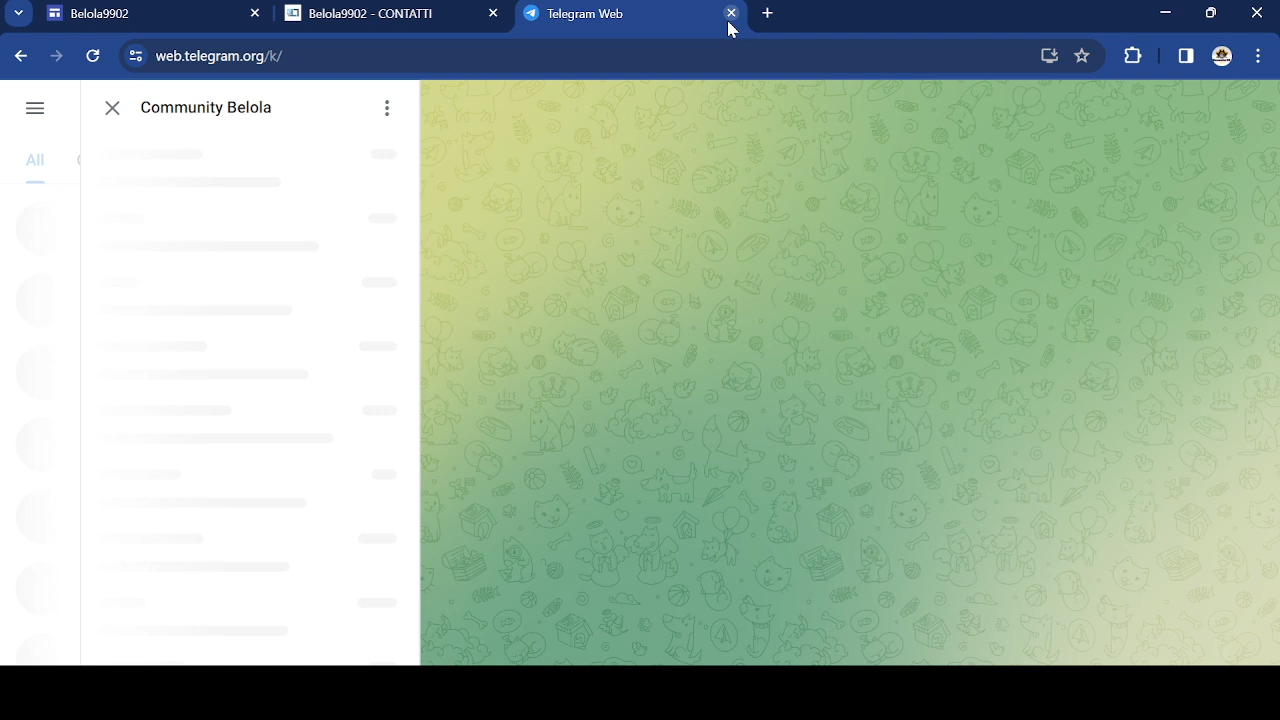 Belola9902
Belola9902 - CONTATTI
Telegram Web
web.telegram.org/k/
Community Belola
All